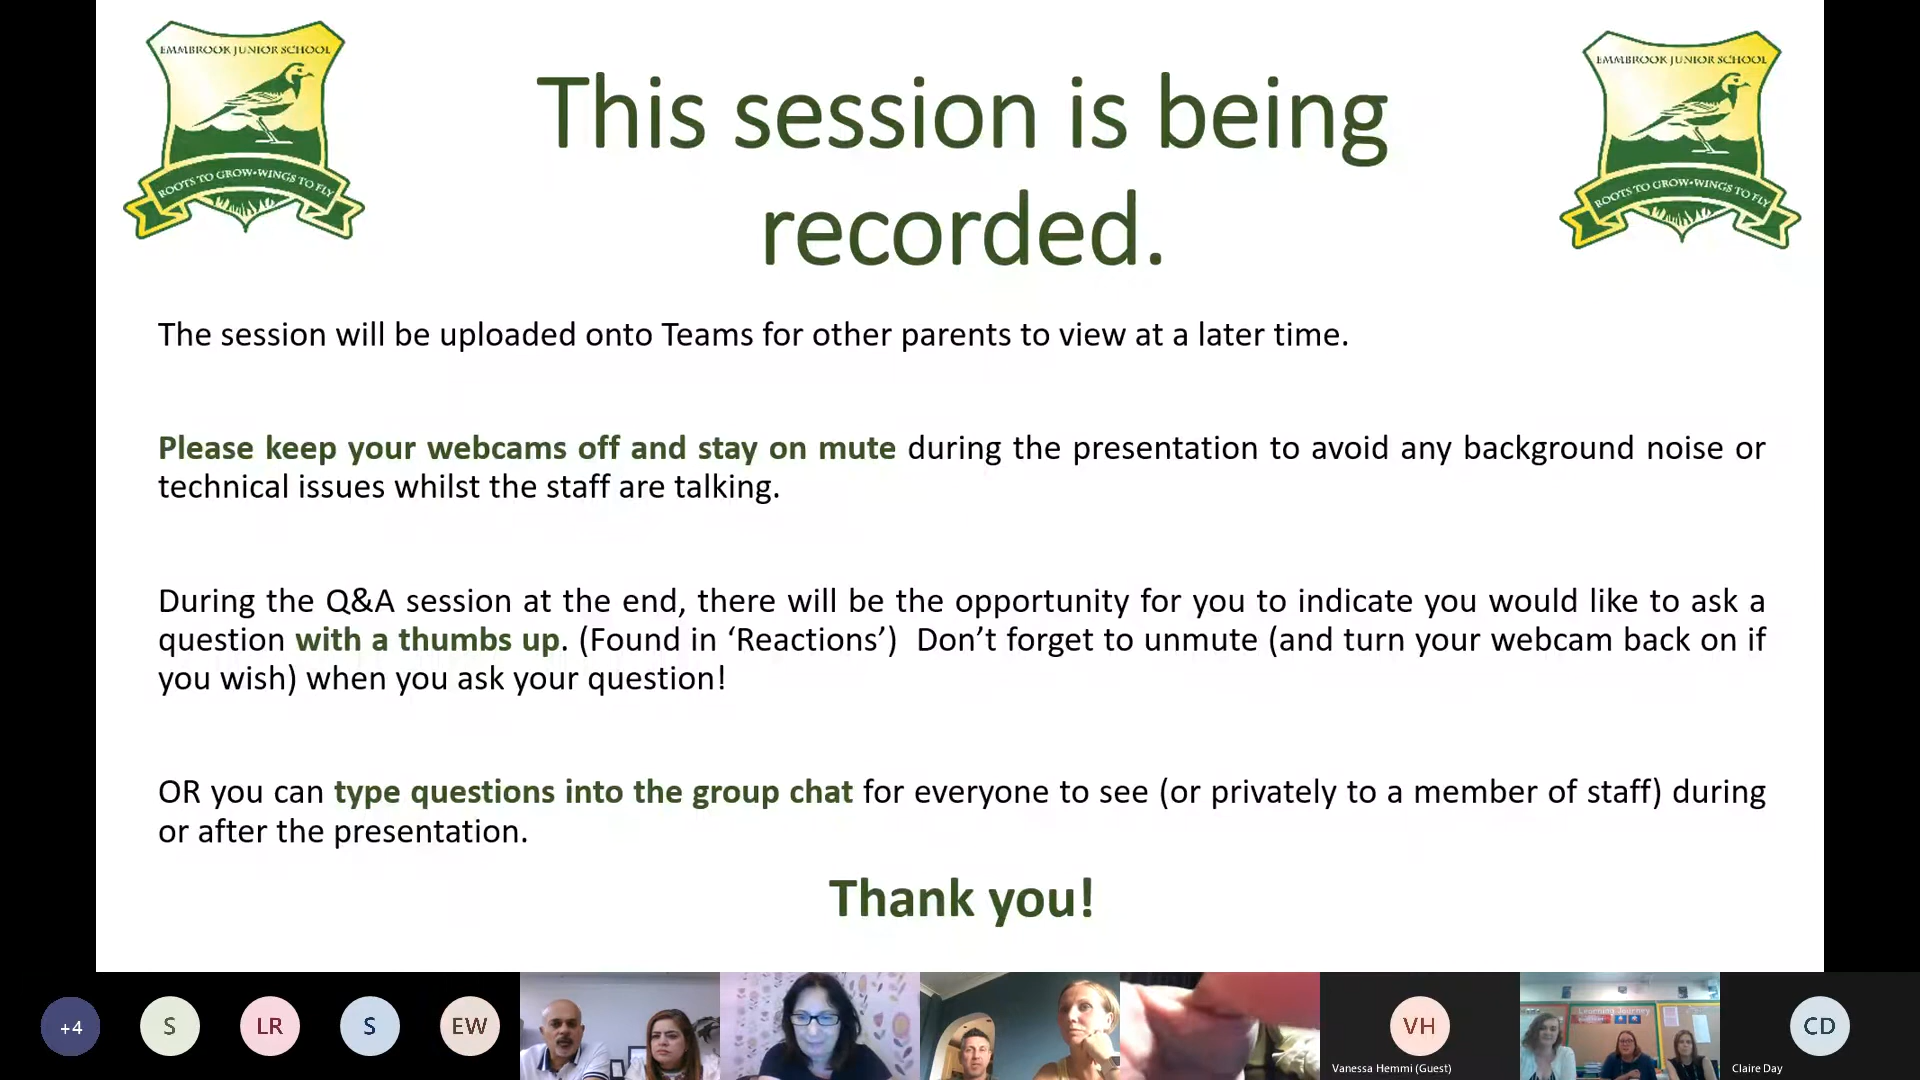 EMMBROOK JUNIOR SCHOOL
ROOTS TO GROW•WINGS TO FLY
EMMBROOK JUNIOR SCHOOL
ROOTS TO GROW•WINGS TO FLY
This session is being
recorded.
The session will be uploaded onto Teams for other parents to view at a later time.
Please keep your webcams off and stay on mute during the presentation to avoid any background noise or
technical issues whilst the staff are talking.
During the Q&A session at the end, there will be the opportunity for you to indicate you would like to ask a
question with a thumbs up. (Found in ‘Reactions’)  Don’t forget to unmute (and turn your webcam back on if
you wish) when you ask your question!
OR you can type questions into the group chat for everyone to see (or privately to a member of staff) during
or after the presentation.
Thank you!
+4
S
LR
S
EW
VH
Vanessa Hemmi (Guest)
Learning Journey
CD
Claire Day